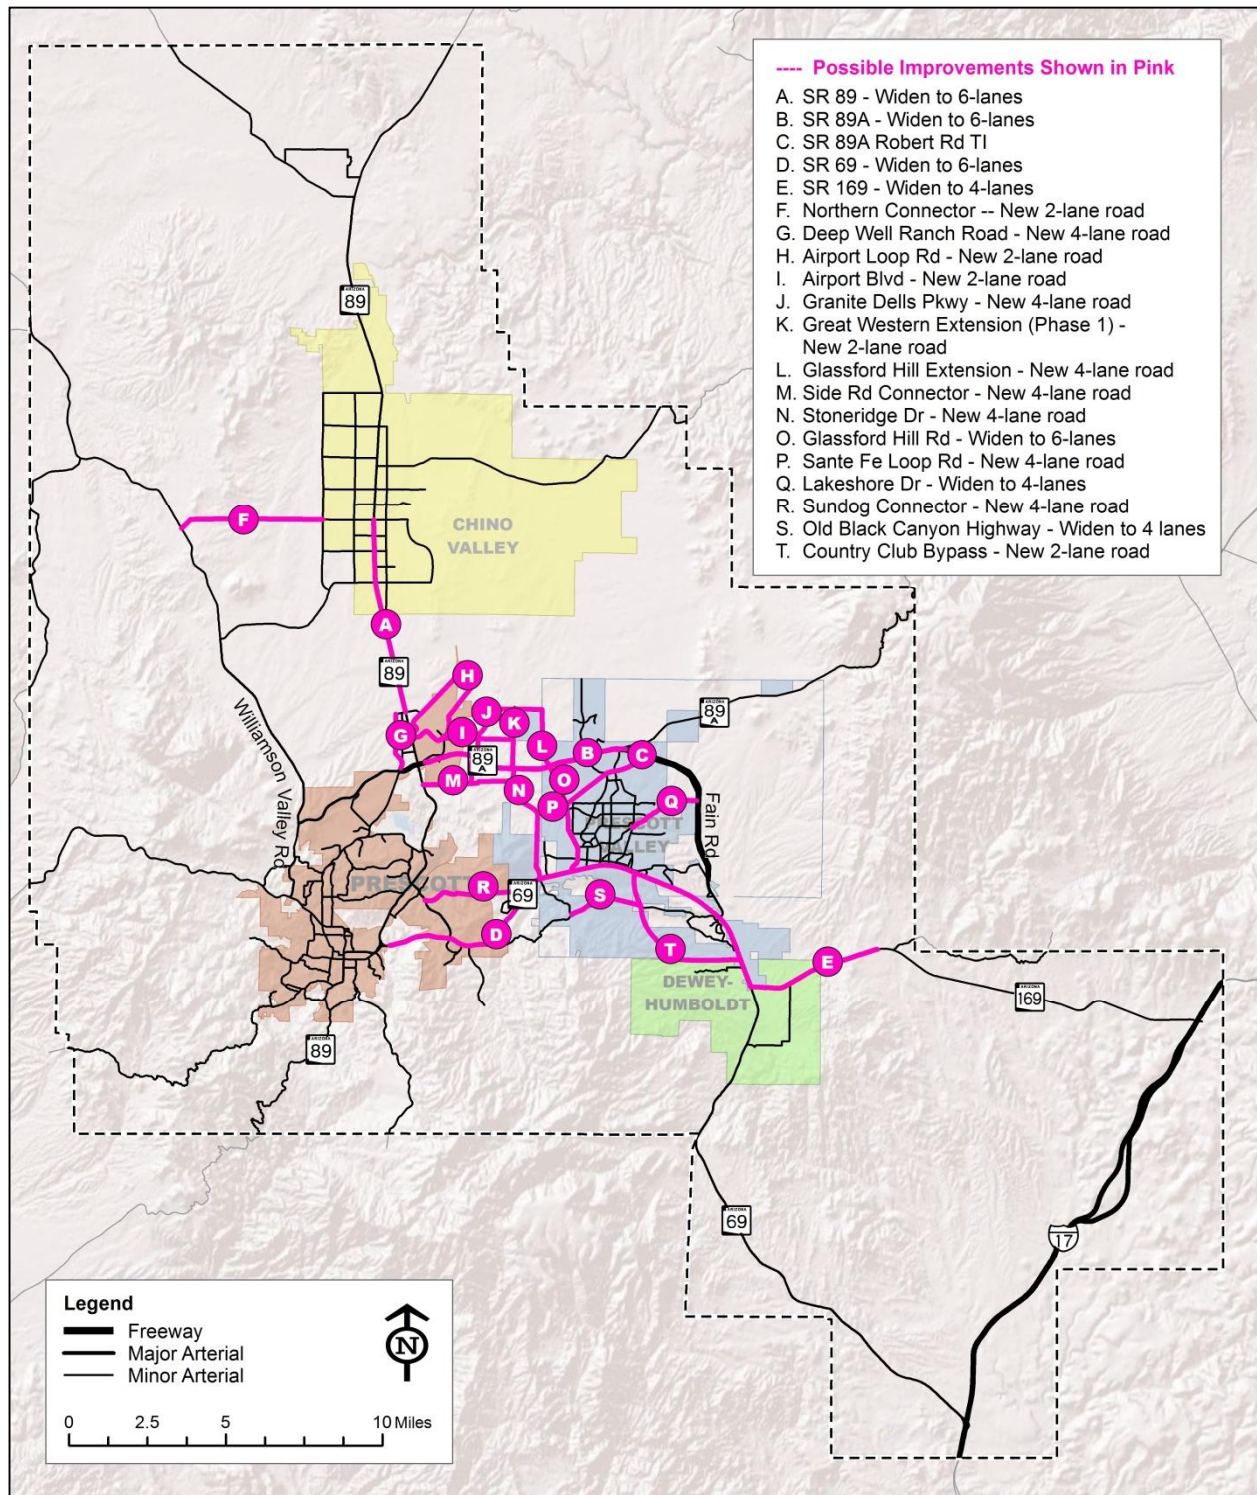 ---- Possible Improvements Shown in Pink
A. SR 89 - Widen to 6-lanes
B. SR 89A - Widen to 6-lanes
C. SR 89A Robert Rd TI
D. SR 69 - Widen to 6-lanes
E. SR 169 - Widen to 4-lanes
F. Northern Connector -- New 2-lane road
G. Deep Well Ranch Road - New 4-lane road
H. Airport Loop Rd - New 2-lane road
I. Airport Blvd - New 2-lane road
J. Granite Dells Pkwy - New 4-lane road
K. Great Western Extension (Phase 1) -
New 2-lane road
L. Glassford Hill Extension - New 4-lane road
M. Side Rd Connector - New 4-lane road
N. Stoneridge Dr - New 4-lane road
O. Glassford Hill Rd - Widen to 6-lanes
P. Sante Fe Loop Rd - New 4-lane road
Q. Lakeshore Dr - Widen to 4-lanes
R. Sundog Connector - New 4-lane road
S. Old Black Canyon Highway - Widen to 4 lanes
T. Country Club Bypass - New 2-lane road
ARIZONA
89
F
CHINO
VALLEY
A
ARIZONA
89
H
J
K
I
G
L
B
C
ARIZONA
89
A
ARIZONA
89
A
M
N
O
P
Q
Williamson Valley Rd
Fain Rd
PRESCOTT
VALLEY
PRESCOTT
R
ARIZONA
69
S
D
T
E
DEWEY-
HUMBOLDT
ARIZONA
169
ARIZONA
89
ARIZONA
69
17
Legend
Freeway
Major Arterial
Minor Arterial
N
0 2.5 5 10 Miles